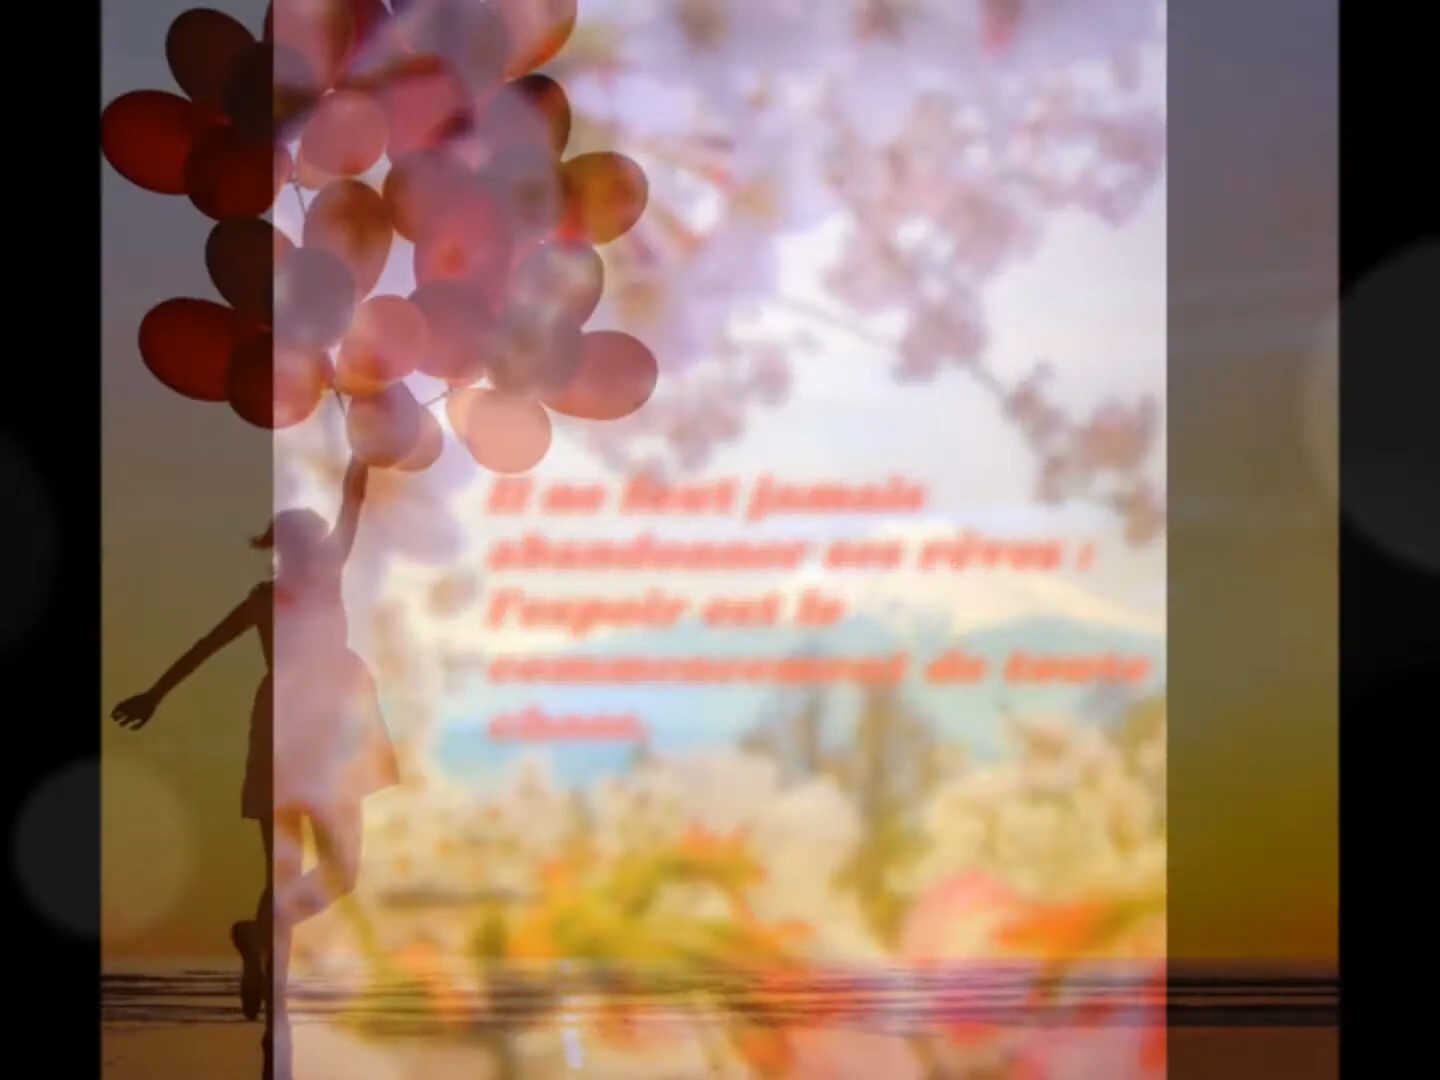 Il ne faut jamais
abandonner ses rêves :
l'espoir est le
commencement de toute
chose.